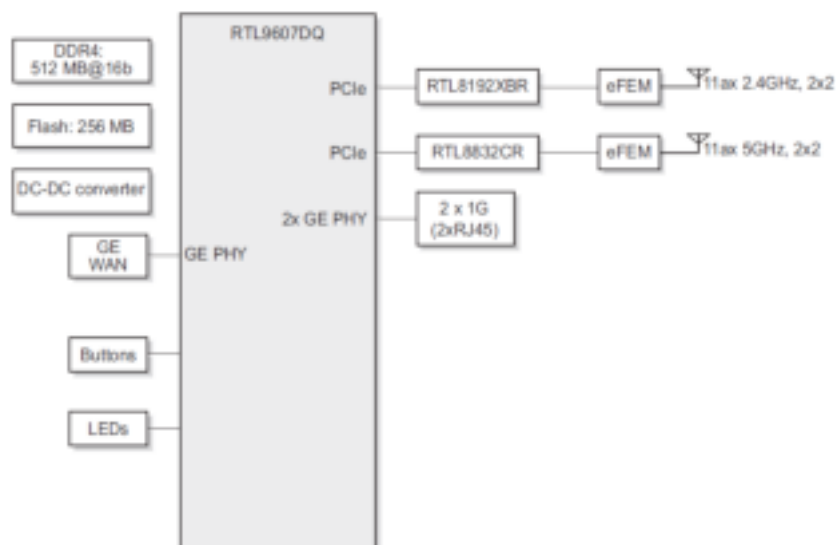 RTL9607DQ
DDR4:
512 MB@16b
Flash: 256 MB
DC-DC converter
GE
WAN
GE PHY
Buttons
LEDs
PCIe
RTL8192XBR
eFEM
11ax 2.4GHz, 2x2
PCIe
RTL8832CR
eFEM
11ax 5GHz, 2x2
2x GE PHY
2 x 1G
(2xRJ45)